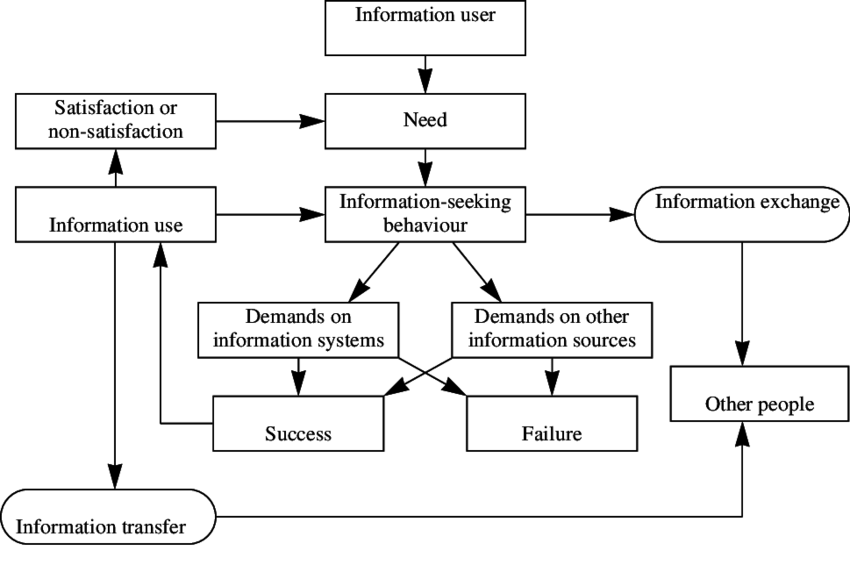 Information user
Satisfaction or
non-satisfaction
Need
Information use
Information-seeking
behaviour
Information exchange
Demands on
information systems
Demands on other
information sources
Other people
Success
Failure
Information transfer